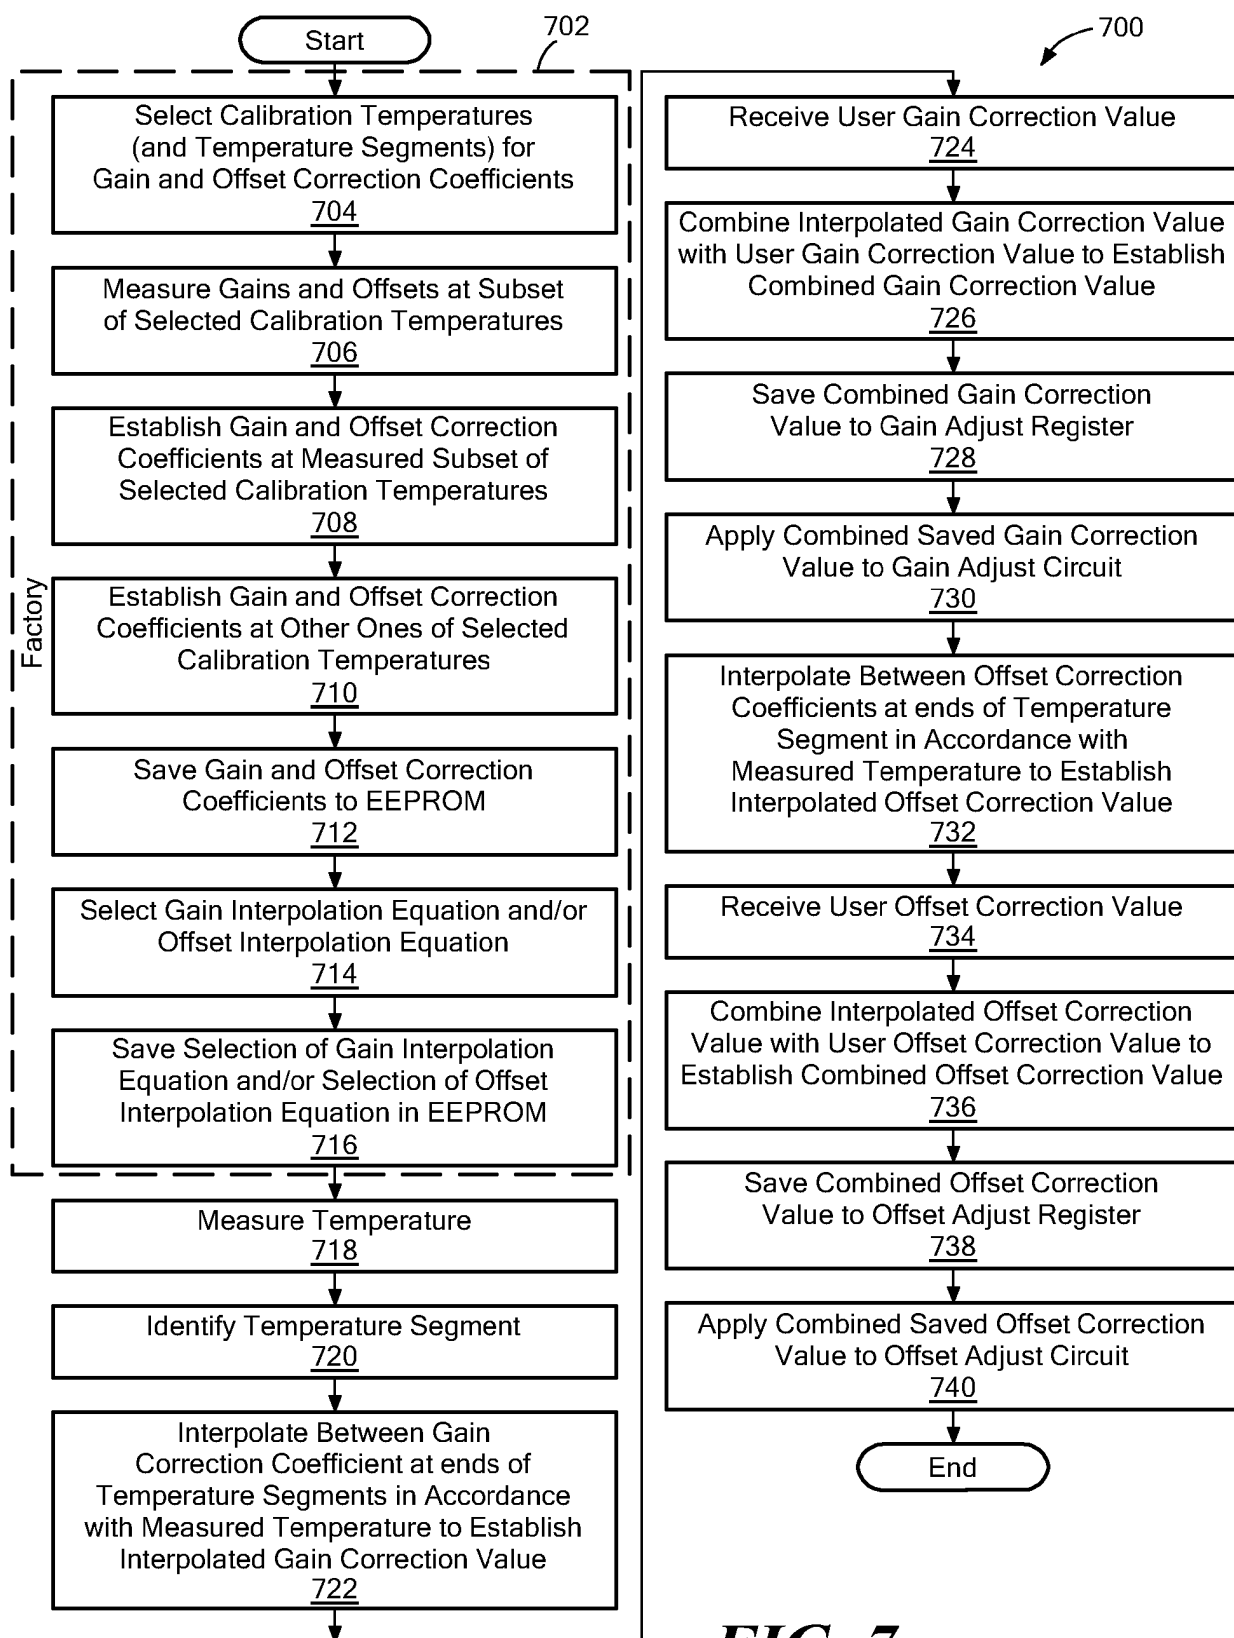 Start
702
Select Calibration Temperatures
(and Temperature Segments) for
Gain and Offset Correction Coefficients
704
Measure Gains and Offsets at Subset
of Selected Calibration Temperatures
706
Establish Gain and Offset Correction
Coefficients at Measured Subset of
Selected Calibration Temperatures
708
Factory
Establish Gain and Offset Correction
Coefficients at Other Ones of Selected
Calibration Temperatures
710
Save Gain and Offset Correction
Coefficients to EEPROM
712
Select Gain Interpolation Equation and/or
Offset Interpolation Equation
714
Save Selection of Gain Interpolation
Equation and/or Selection of Offset
Interpolation Equation in EEPROM
716
Measure Temperature
718
Identify Temperature Segment
720
Interpolate Between Gain
Correction Coefficient at ends of
Temperature Segments in Accordance
with Measured Temperature to Establish
Interpolated Gain Correction Value
722
700
Receive User Gain Correction Value
724
Combine Interpolated Gain Correction Value
with User Gain Correction Value to Establish
Combined Gain Correction Value
726
Save Combined Gain Correction
Value to Gain Adjust Register
728
Apply Combined Saved Gain Correction
Value to Gain Adjust Circuit
730
Interpolate Between Offset Correction
Coefficients at ends of Temperature
Segment in Accordance with
Measured Temperature to Establish
Interpolated Offset Correction Value
732
Receive User Offset Correction Value
734
Combine Interpolated Offset Correction
Value with User Offset Correction Value to
Establish Combined Offset Correction Value
736
Save Combined Offset Correction
Value to Offset Adjust Register
738
Apply Combined Saved Offset Correction
Value to Offset Adjust Circuit
740
End
FIG. 7